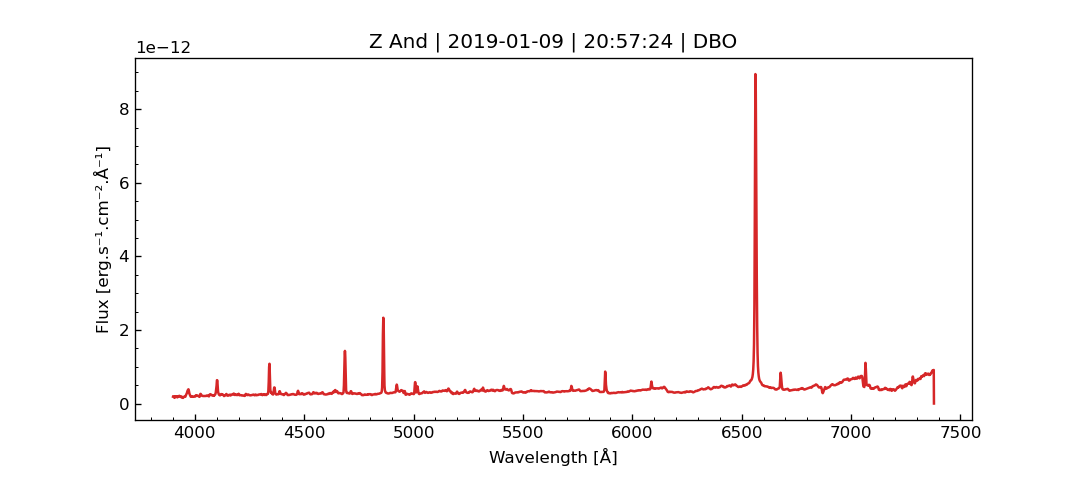 Z And | 2019-01-09 | 20:57:24 | DBO
1e−12
8
6
4
2
0
Flux [erg.s⁻¹.cm⁻².Å⁻¹]
4000 4500 5000 5500 6000 6500 7000 7500
Wavelength [Å]